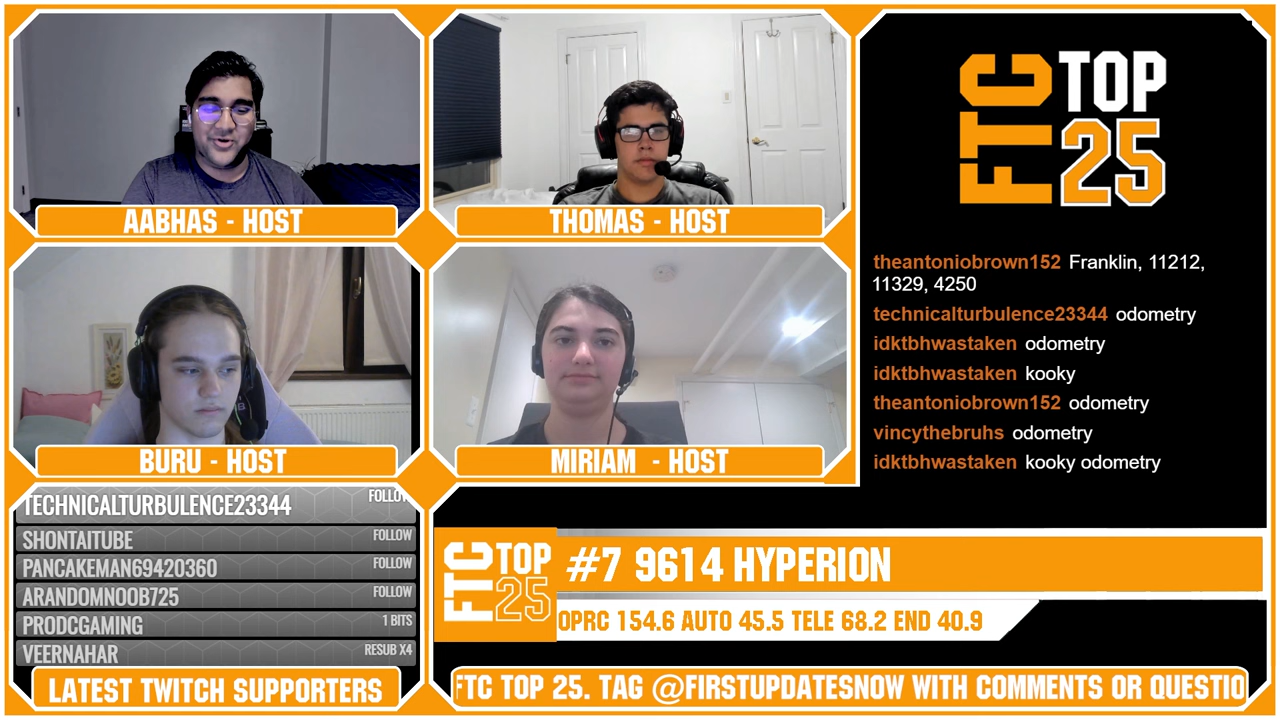 AABHAS - HOST
THOMAS - HOST
BURU - HOST
MIRIAM - HOST
FTC TOP 25
theantoniobrown152 Franklin, 11212,
11329, 4250
technicalturbulence23344 odometry
idktbhwastaken odometry
idktbhwastaken kooky
theantoniobrown152 odometry
vincythebruhs odometry
idktbhwastaken kooky odometry
TECHNICALTURBULENCE23344 FOLLOW
SHONTAITUBE FOLLOW
PANCAKEMAN69420360 FOLLOW
ARANDOMNOOB725 FOLLOW
PRODCGAMING 1 BITS
VEERNAHAR RESUB X4
LATEST TWITCH SUPPORTERS
FTC TOP 25
#7 9614 HYPERION
OPRC 154.6 AUTO 45.5 TELE 68.2 END 40.9
FTC TOP 25. TAG @FIRSTUPDATESNOW WITH COMMENTS OR QUESTIO